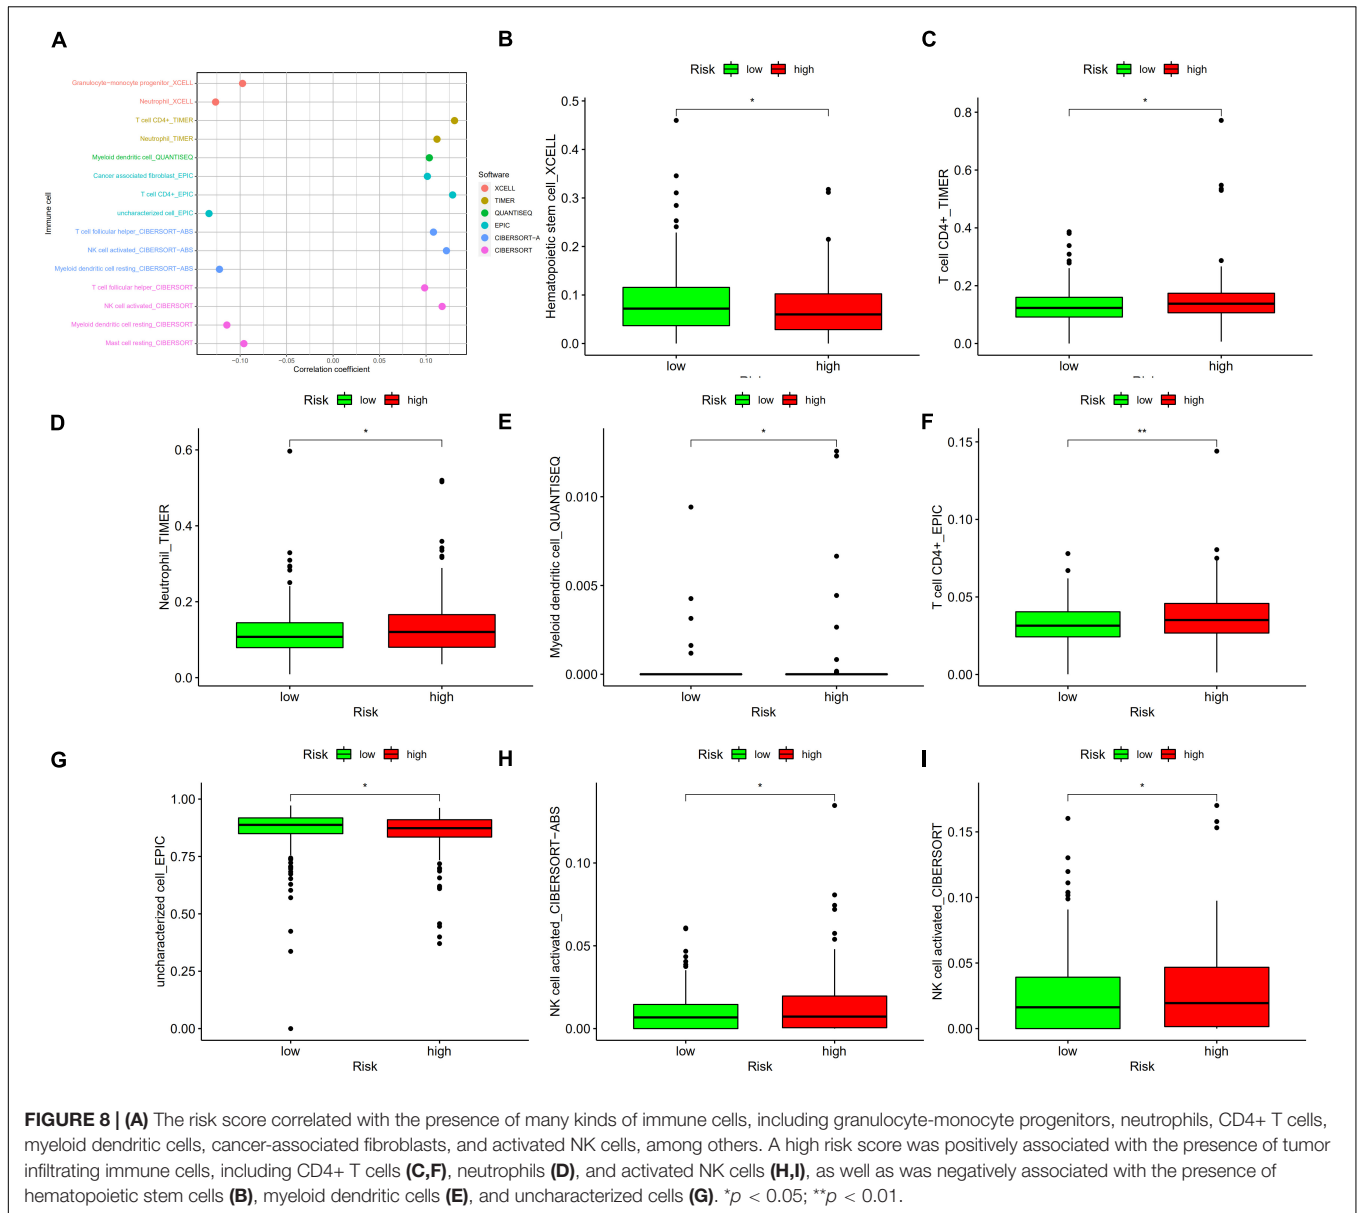 A
Immune cell
Granulocyte−monocyte progenitor_XCELL
Neutrophil_XCELL
T cell CD4+_TIMER
Neutrophil_TIMER
Myeloid dendritic cell_QUANTISEQ
Cancer associated fibroblast_EPIC
T cell CD4+_EPIC
uncharacterized cell_EPIC
T cell follicular helper_CIBERSORT−ABS
NK cell activated_CIBERSORT−ABS
Myeloid dendritic cell resting_CIBERSORT−ABS
T cell follicular helper_CIBERSORT
NK cell activated_CIBERSORT
Myeloid dendritic cell resting_CIBERSORT
Mast cell resting_CIBERSORT
−0.10 −0.05 0.00 0.05 0.10
Correlation coefficient
Software
XCELL
TIMER
QUANTISEQ
EPIC
CIBERSORT−A
CIBERSORT
B
Risk low high
Hematopoietic stem cell_XCELL
0.5
0.3
0.2
0.1
0.0
*
low high
Risk
C
Risk low high
T cell CD4+_TIMER
0.8
0.6
0.4
0.2
0.0
*
low high
D
Risk low high
Neutrophil_TIMER
0.6
0.4
0.2
0.0
*
low high
Risk
E
Risk low high
Myeloid dendritic cell_QUANTISEQ
0.010
0.005
0.000
*
low high
Risk
F
Risk low high
T cell CD4+_EPIC
0.15
0.10
0.05
0.00
**
low high
Risk
G
Risk low high
uncharacterized cell_EPIC
1.00
0.75
0.50
0.25
0.00
*
low high
Risk
H
Risk low high
NK cell activated_CIBERSORT−ABS
0.10
0.05
0.00
*
low high
Risk
I
Risk low high
NK cell activated_CIBERSORT
0.15
0.10
0.05
0.00
*
low high
Risk
FIGURE 8 | (A) The risk score correlated with the presence of many kinds of immune cells, including granulocyte-monocyte progenitors, neutrophils, CD4+ T cells,
myeloid dendritic cells, cancer-associated fibroblasts, and activated NK cells, among others. A high risk score was positively associated with the presence of tumor
infiltrating immune cells, including CD4+ T cells (C,F), neutrophils (D), and activated NK cells (H,I), as well as was negatively associated with the presence of
hematopoietic stem cells (B), myeloid dendritic cells (E), and uncharacterized cells (G). *p < 0.05; **p < 0.01.